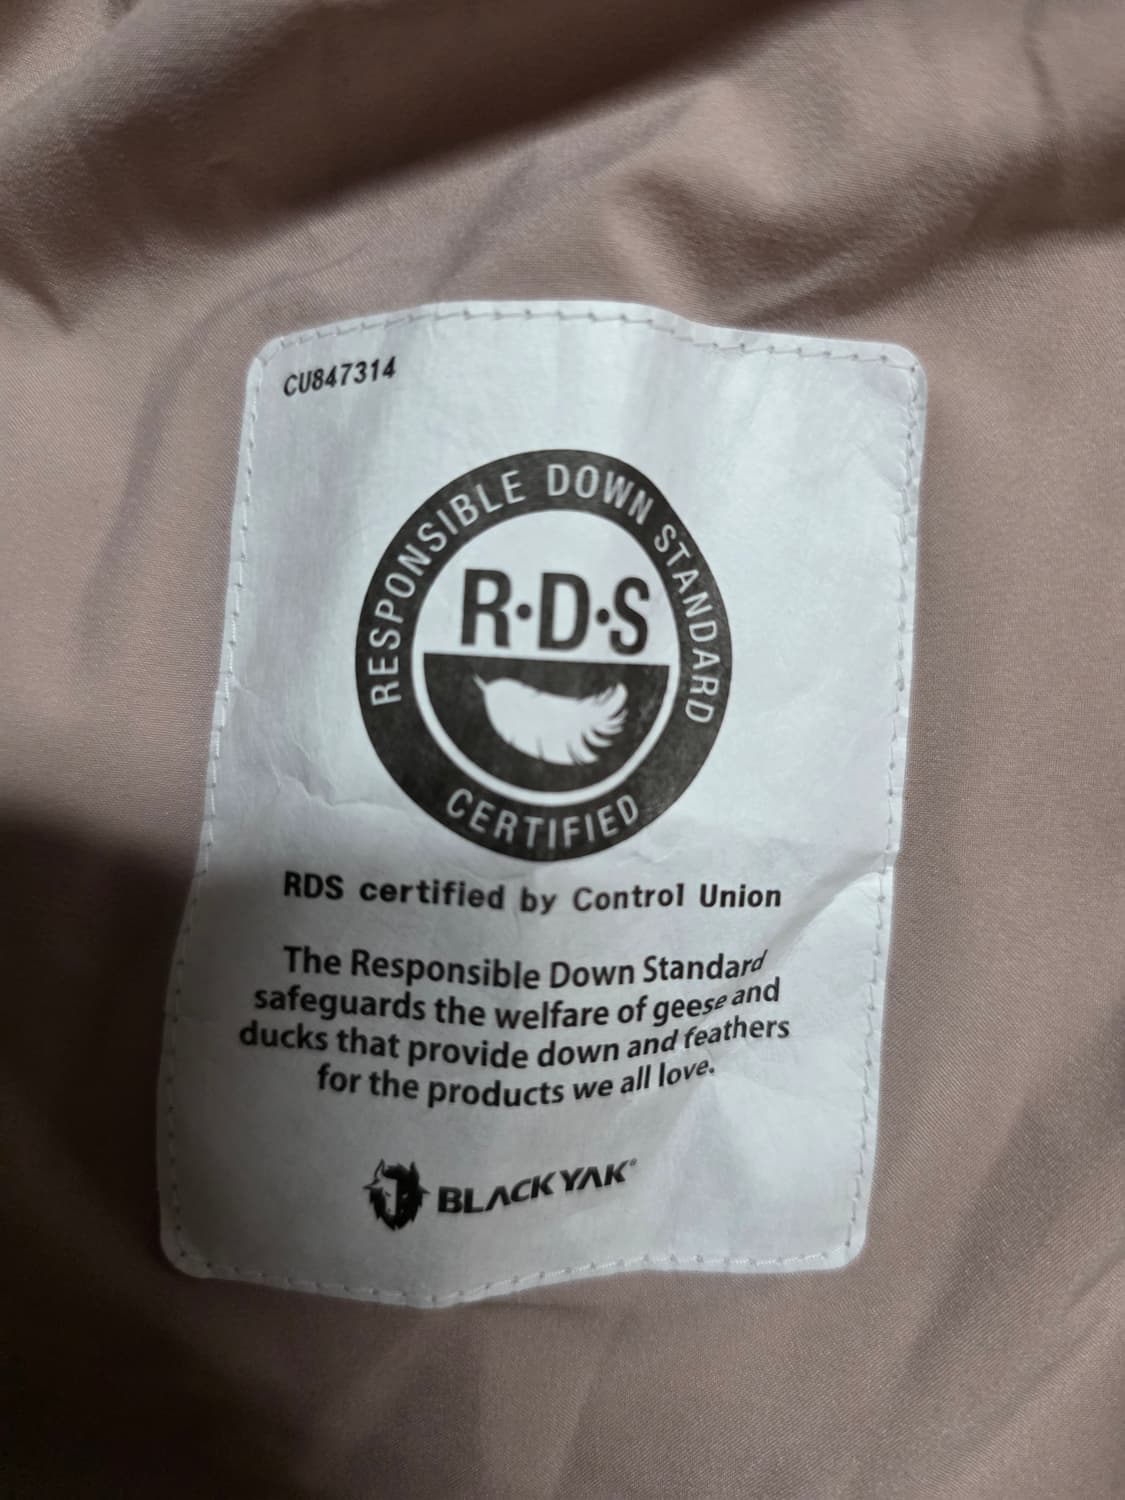 CU847314
RESPONSIBLE DOWN STANDARD
R·D·S
CERTIFIED
RDS certified by Control Union
The Responsible Down Standard
safeguards the welfare of geese and
ducks that provide down and feathers
for the products we all love.
BLACKYAK®